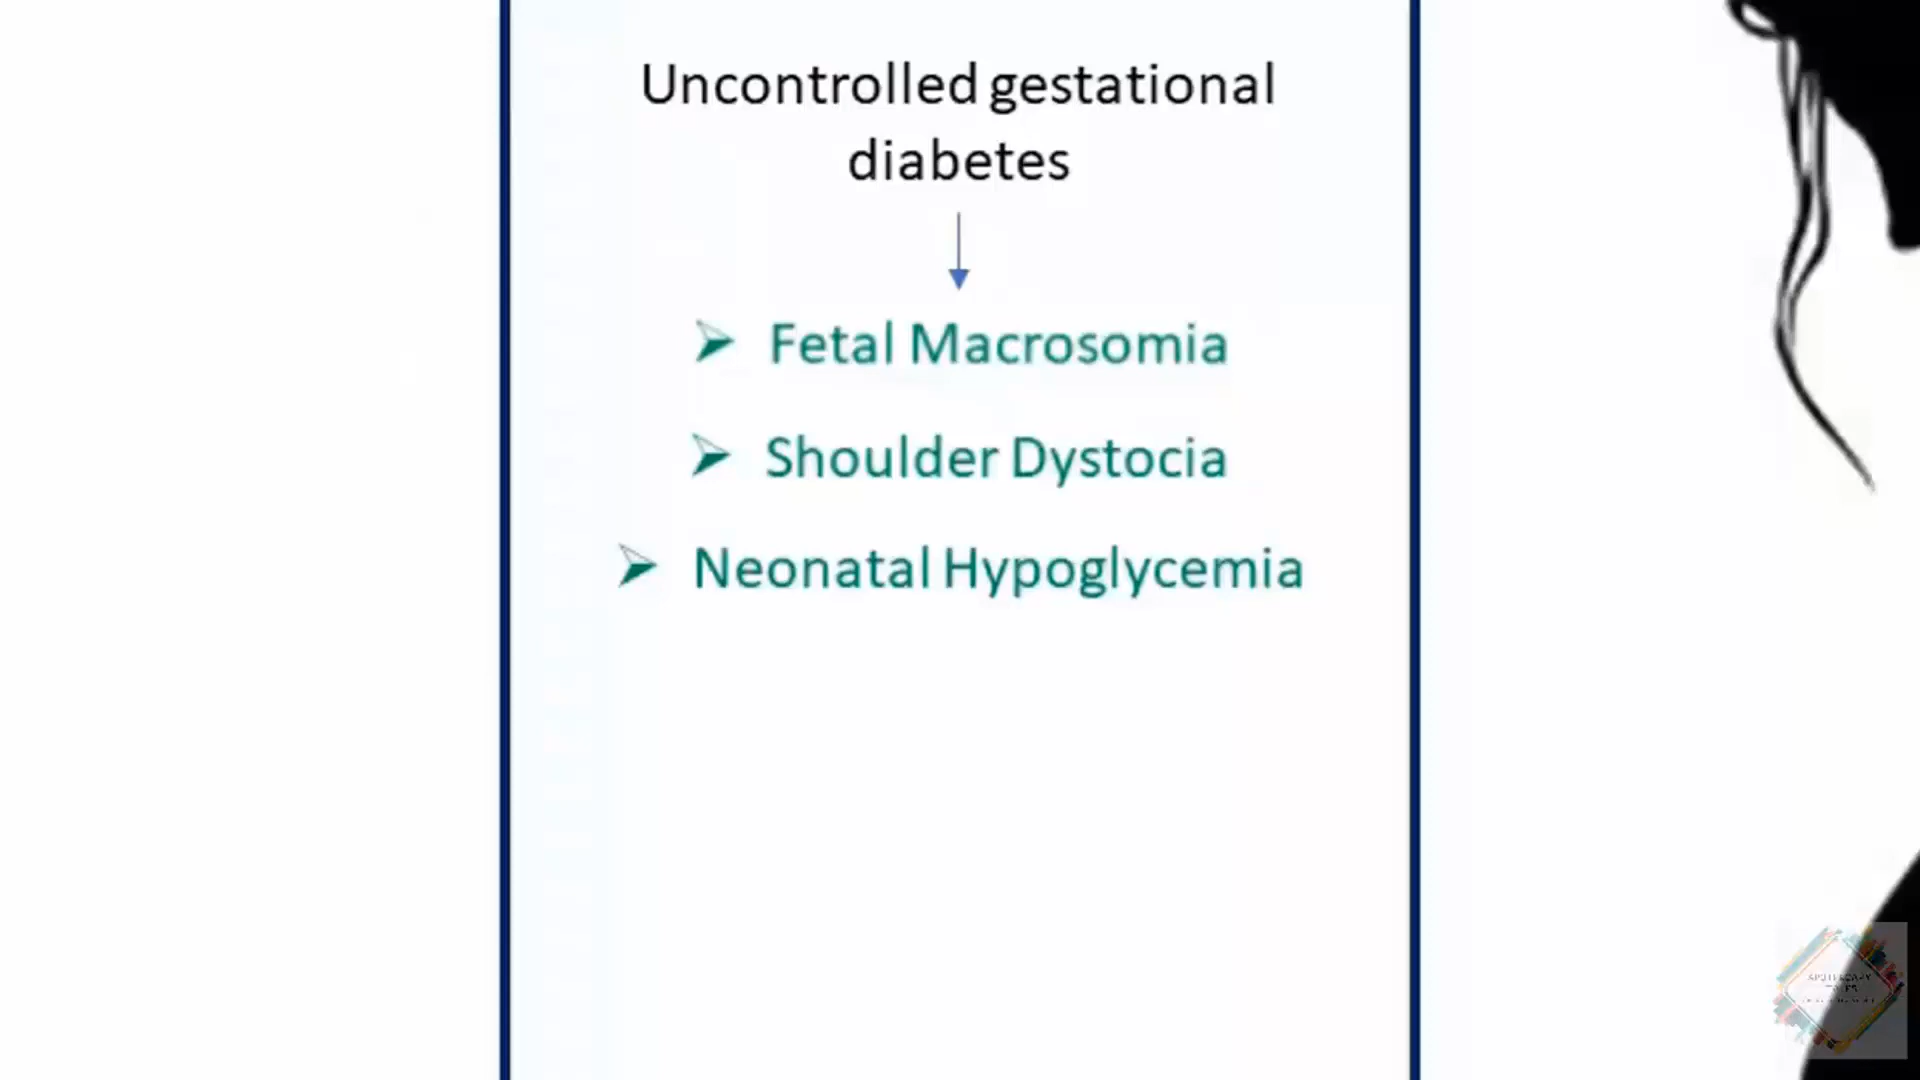 Uncontrolled gestational
diabetes
Fetal Macrosomia
Shoulder Dystocia
Neonatal Hypoglycemia